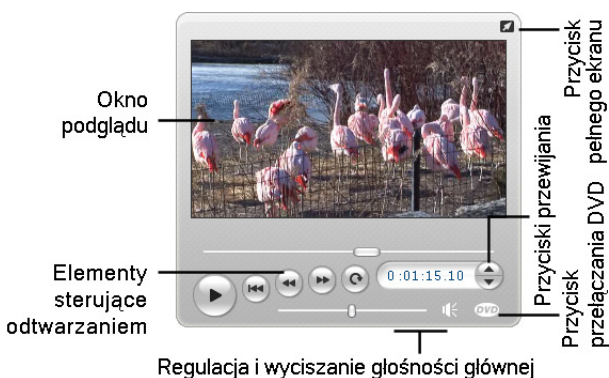 Okno
podglądu
Elementy
sterujące
odtwarzaniem
0:01:15.10
DVD
Przycisk
pełnego ekranu
Przyciski przewijania
Przycisk
przełączania DVD
Regulacja i wyciszanie głośności głównej